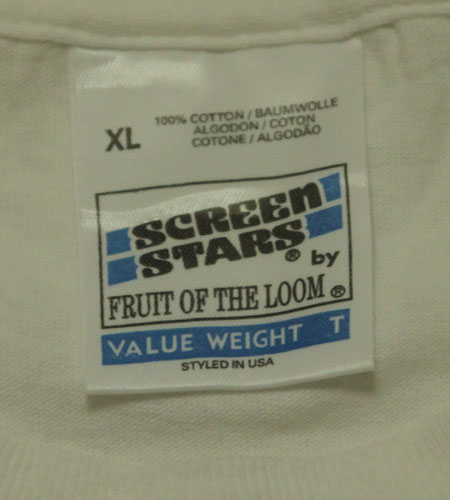 XL
100% COTTON / BAUMWOLLE
ALGODON / COTON
COTONE / ALGODÃO
SCREEN
STARS ® by
FRUIT OF THE LOOM ®
VALUE WEIGHT T
STYLED IN USA